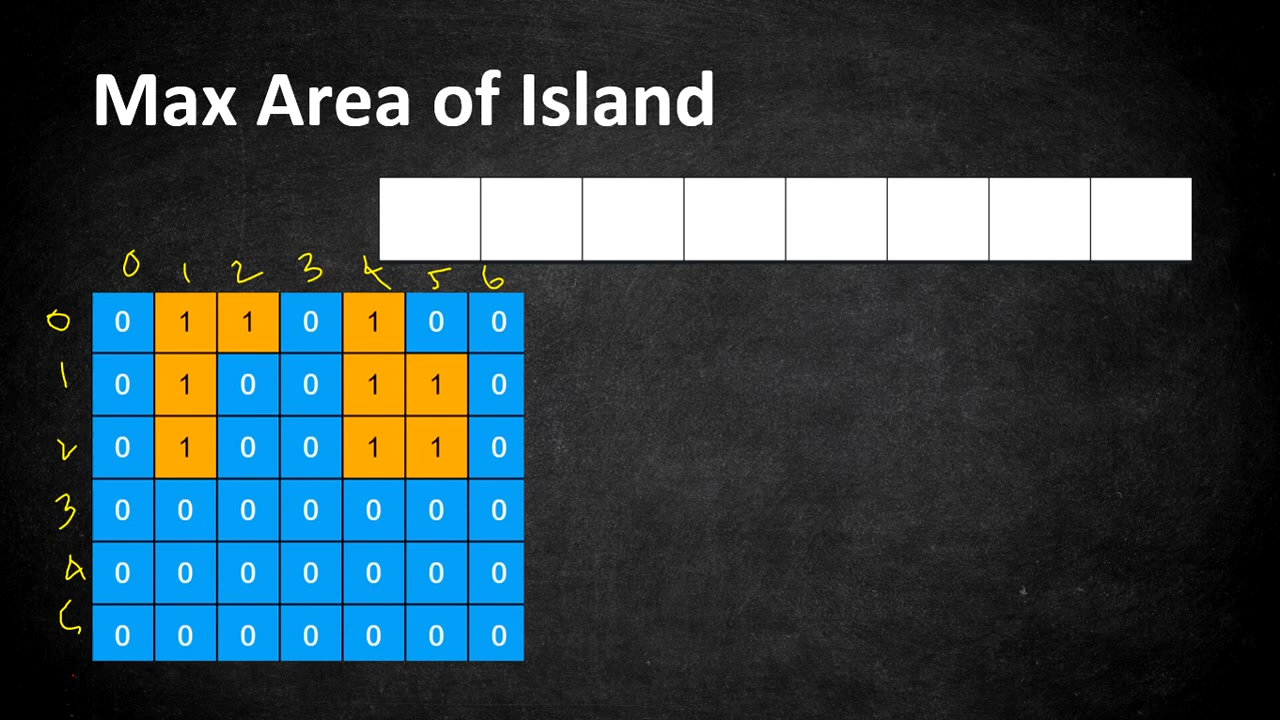 Max Area of Island
0 1 2 3 4 5 6
0 0 1 1 0 1 0 0
1 0 1 0 0 1 1 0
2 0 1 0 0 1 1 0
3 0 0 0 0 0 0 0
4 0 0 0 0 0 0 0
5 0 0 0 0 0 0 0